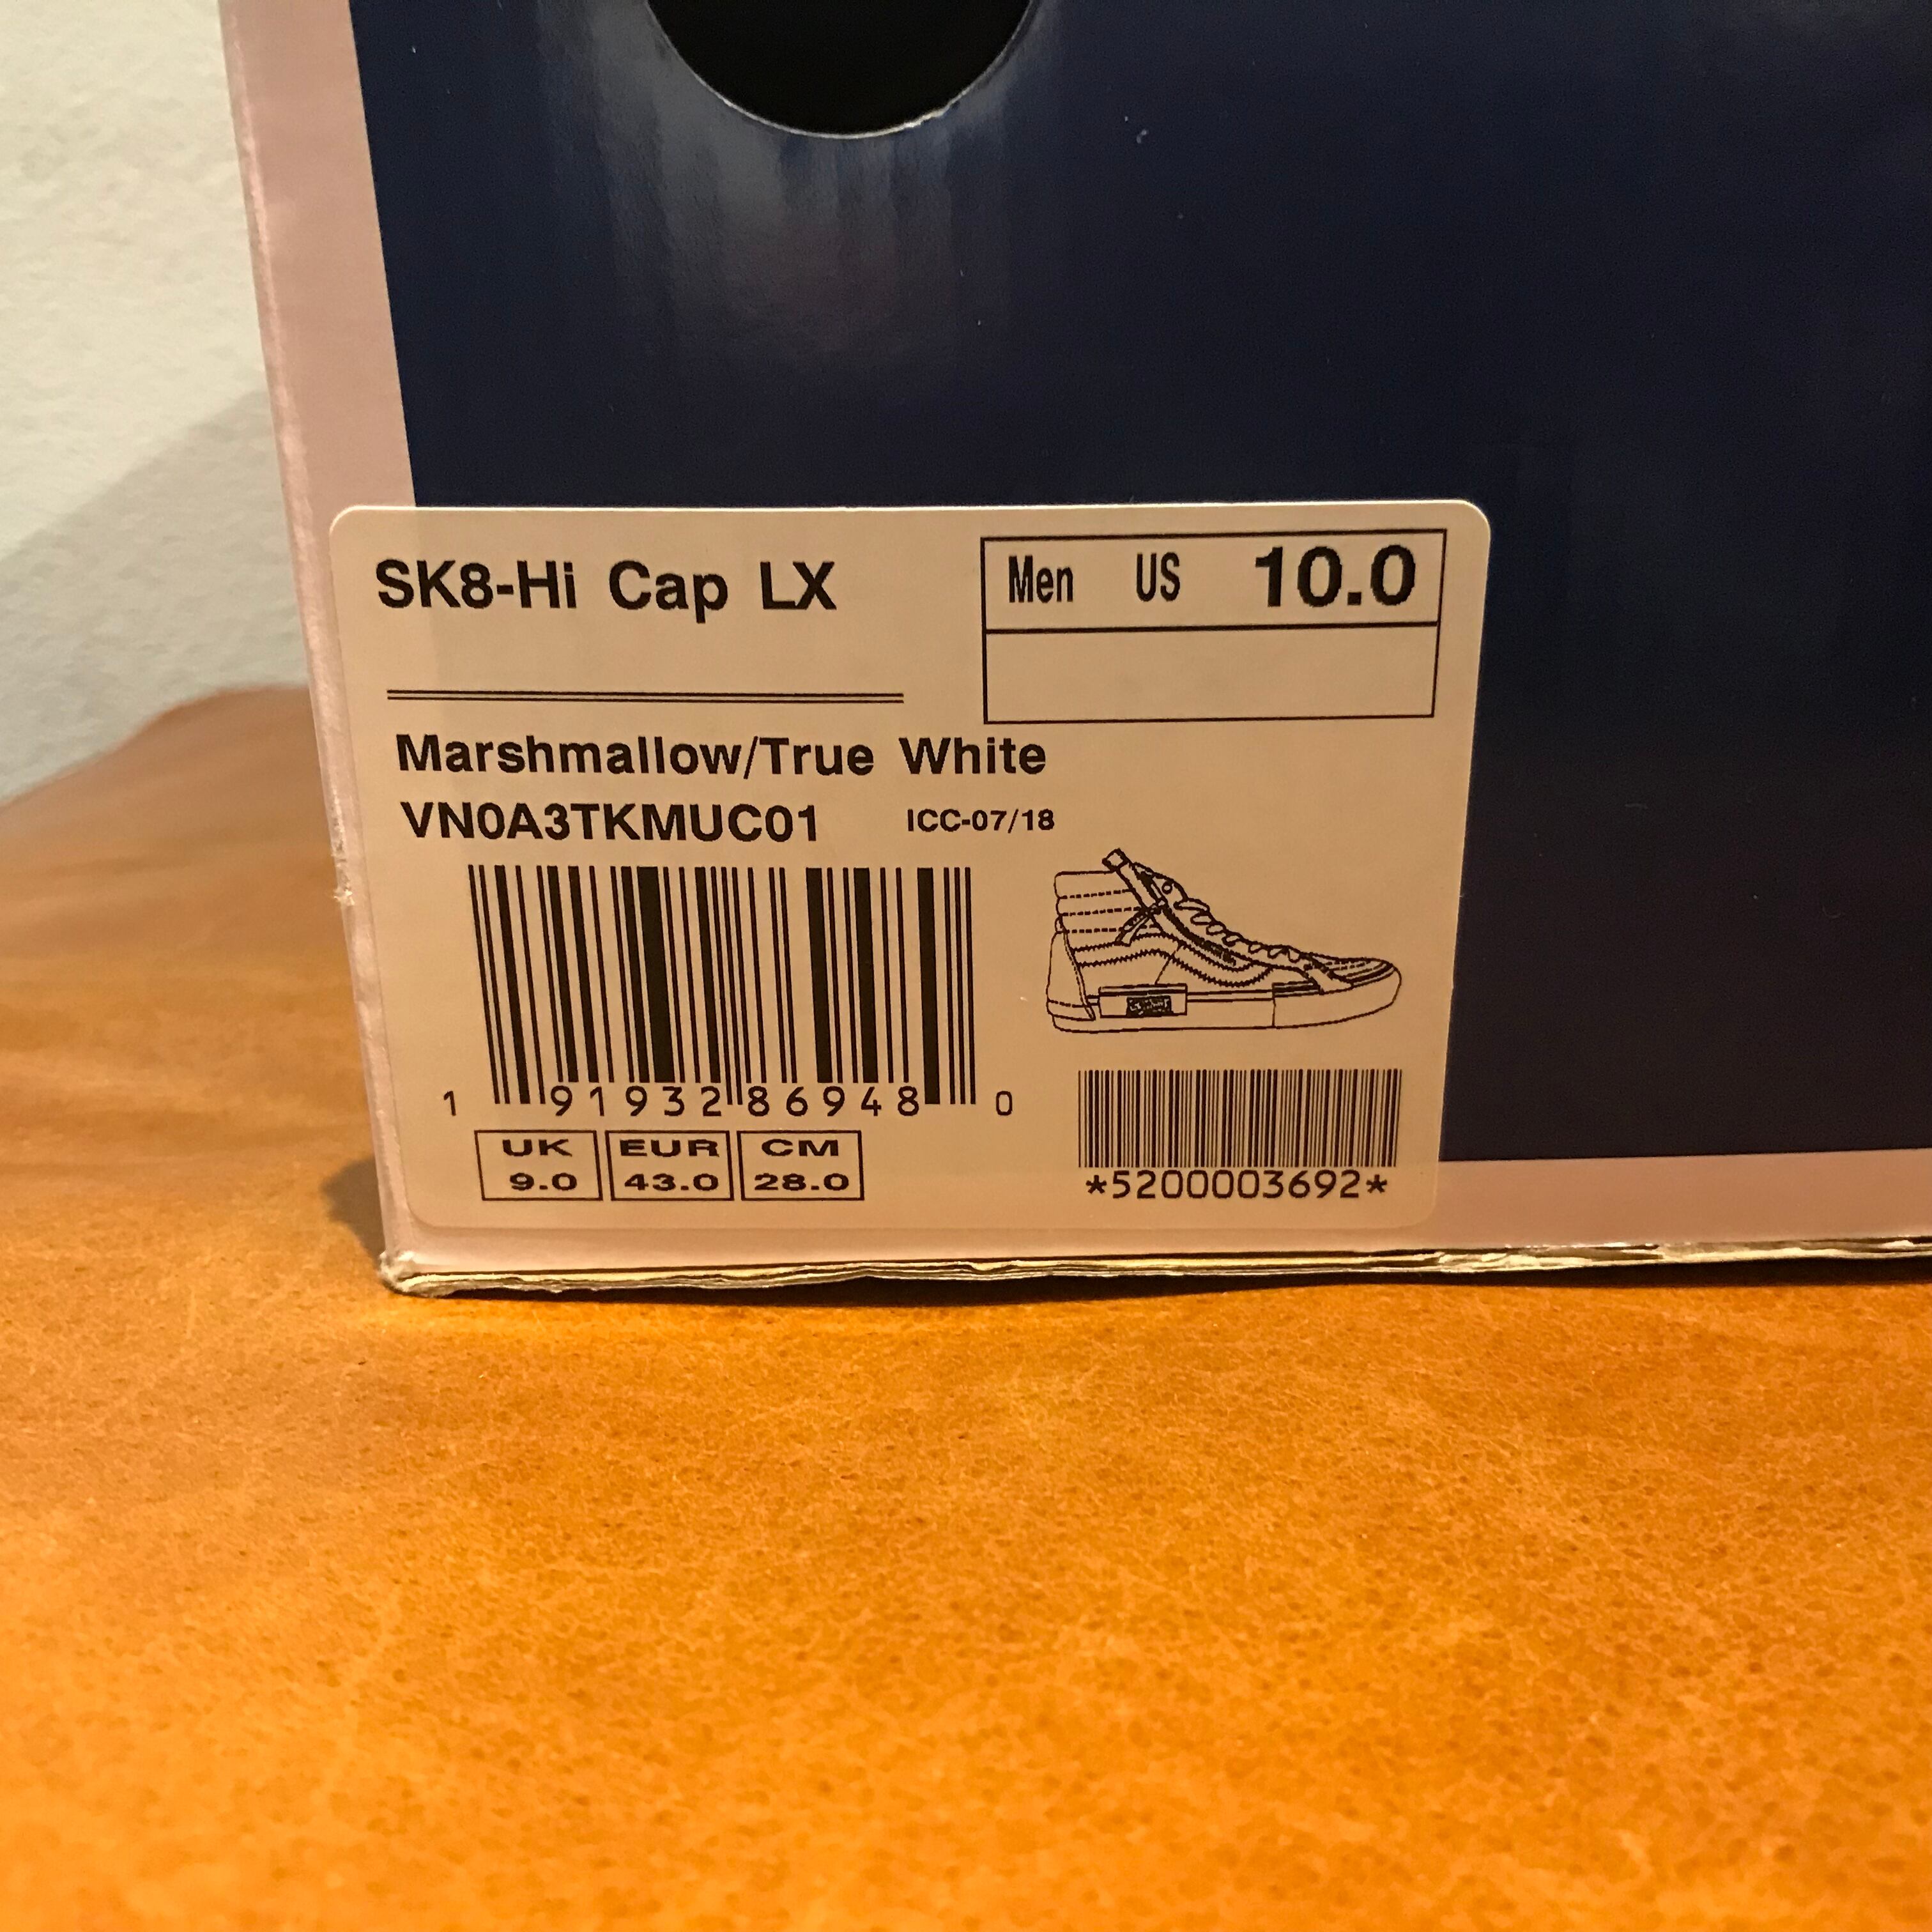 SK8-Hi Cap LX
Men US 10.0
Marshmallow/True White
VN0A3TKMUC01 ICC-07/18
1 91932 86948 0
UK EUR CM
9.0 43.0 28.0
*5200003692*